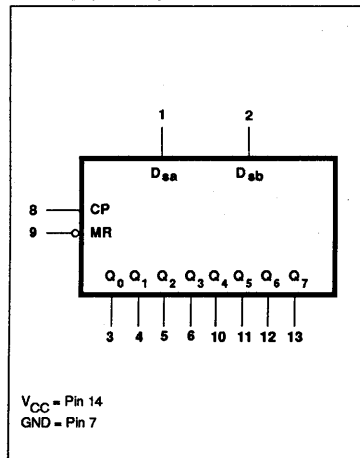 1 2
Dsa Dsb
8 CP
9 MR
Q0 Q1 Q2 Q3 Q4 Q5 Q6 Q7
3 4 5 6 10 11 12 13
VCC = Pin 14
GND = Pin 7